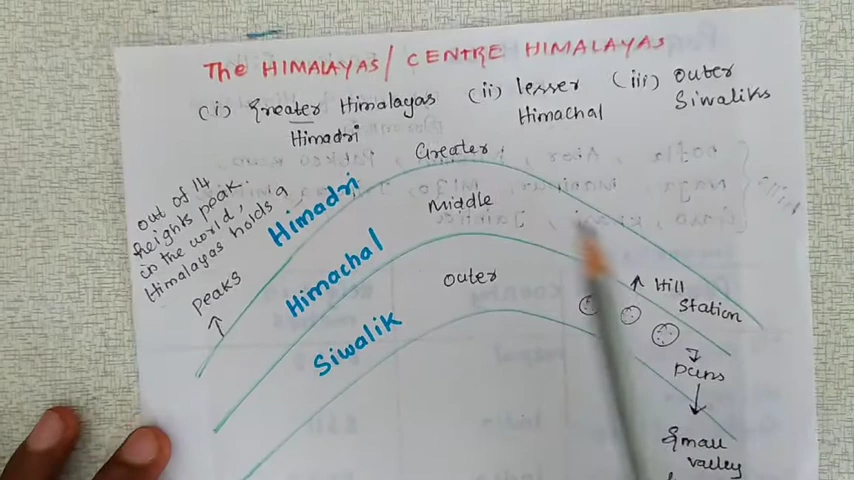 The HIMALAYAS/ CENTRE HIMALAYAS
(i) Greater Himalayas
Himadri
(ii) lesser
Himachal
(iii) outer
Siwaliks
out of 14
heights peak.
in the world,
Himalayas holds a
peaks
Himadri
Greater
Himachal
Middle
Siwalik
outer
Hill
Station
Duns
Small
valley